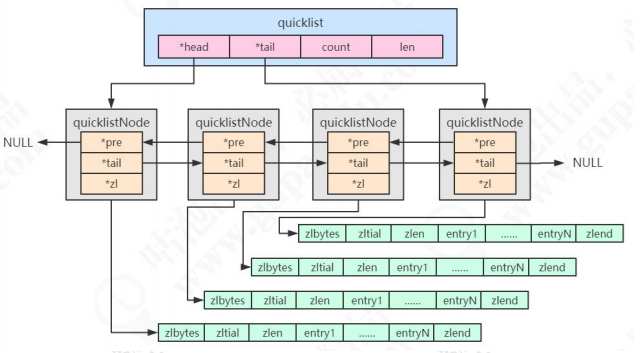 quicklist
*head *tail count len
quicklistNode quicklistNode quicklistNode quicklistNode
NULL *pre *pre *pre *pre
*tail *tail *tail *tail NULL
*zl *zl *zl *zl
zlbytes zltial zlen entry1 ...... entryN zlend
zlbytes zltial zlen entry1 ...... entryN zlend
zlbytes zltial zlen entry1 ...... entryN zlend
zlbytes zltial zlen entry1 ...... entryN zlend